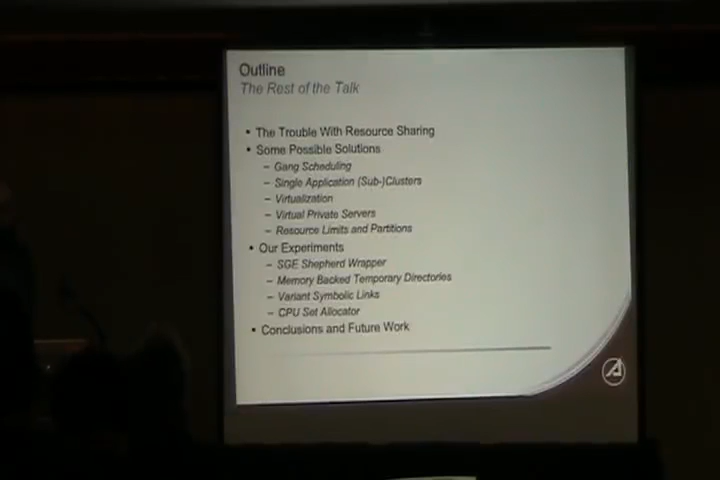 Outline
The Rest of the Talk
• The Trouble With Resource Sharing
• Some Possible Solutions
– Gang Scheduling
– Single Application (Sub-)Clusters
– Virtualization
– Virtual Private Servers
– Resource Limits and Partitions
• Our Experiments
– SGE Shepherd Wrapper
– Memory Backed Temporary Directories
– Variant Symbolic Links
– CPU Set Allocator
• Conclusions and Future Work